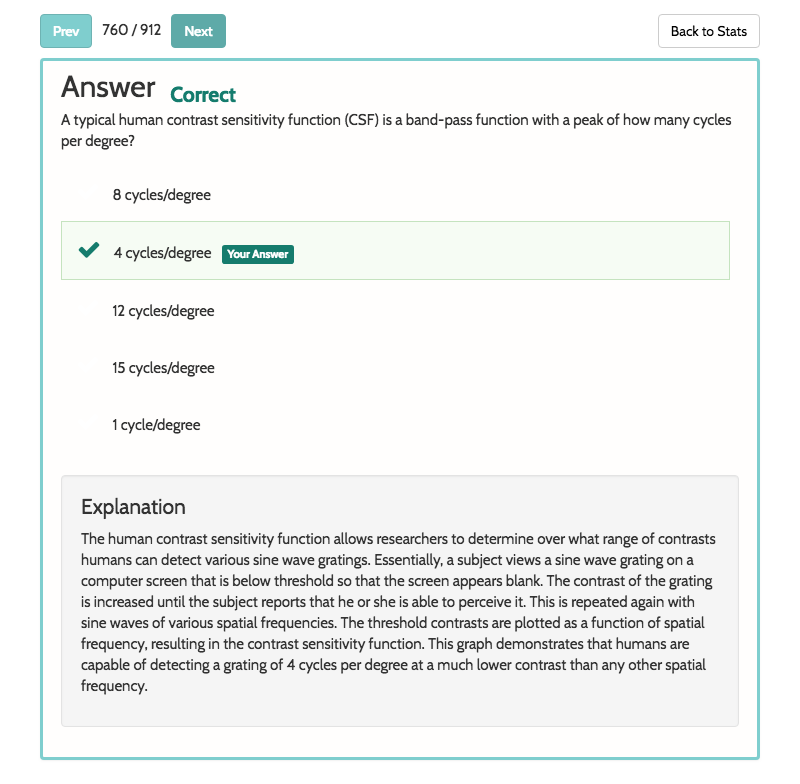 Prev 760 / 912 Next Back to Stats
Answer Correct
A typical human contrast sensitivity function (CSF) is a band-pass function with a peak of how many cycles
per degree?
8 cycles/degree
4 cycles/degree Your Answer
12 cycles/degree
15 cycles/degree
1 cycle/degree
Explanation
The human contrast sensitivity function allows researchers to determine over what range of contrasts
humans can detect various sine wave gratings. Essentially, a subject views a sine wave grating on a
computer screen that is below threshold so that the screen appears blank. The contrast of the grating
is increased until the subject reports that he or she is able to perceive it. This is repeated again with
sine waves of various spatial frequencies. The threshold contrasts are plotted as a function of spatial
frequency, resulting in the contrast sensitivity function. This graph demonstrates that humans are
capable of detecting a grating of 4 cycles per degree at a much lower contrast than any other spatial
frequency.